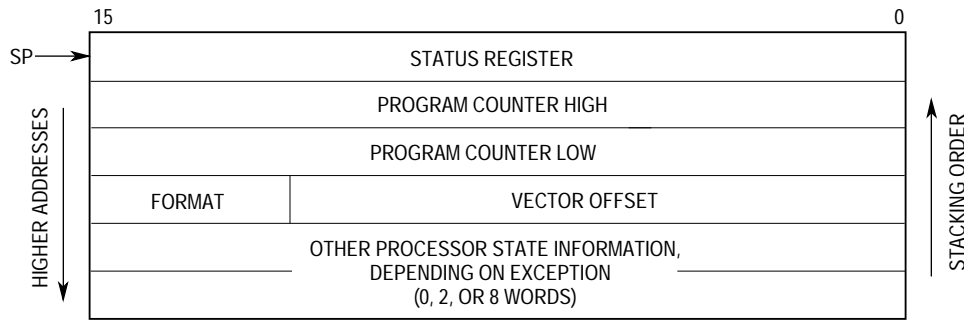 15 0
SP
STATUS REGISTER
PROGRAM COUNTER HIGH
PROGRAM COUNTER LOW
FORMAT VECTOR OFFSET
OTHER PROCESSOR STATE INFORMATION,
DEPENDING ON EXCEPTION
(0, 2, OR 8 WORDS)
HIGHER ADDRESSES
STACKING ORDER